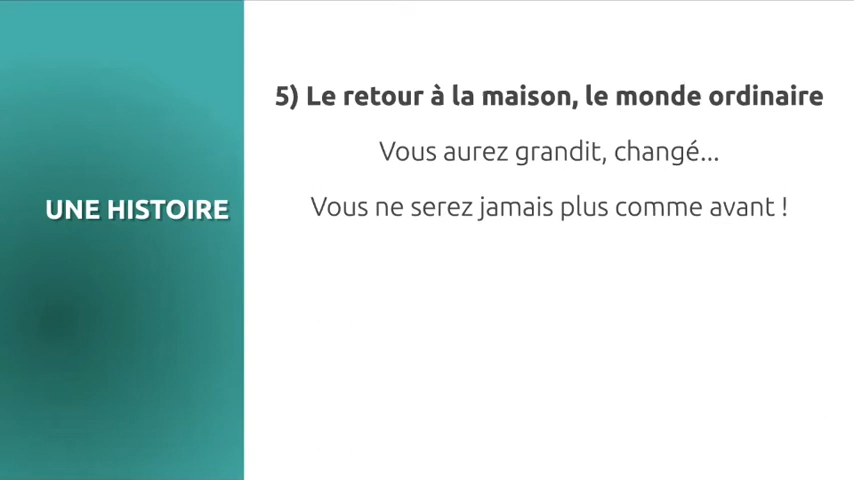 UNE HISTOIRE
5) Le retour à la maison, le monde ordinaire
Vous aurez grandit, changé...
Vous ne serez jamais plus comme avant !